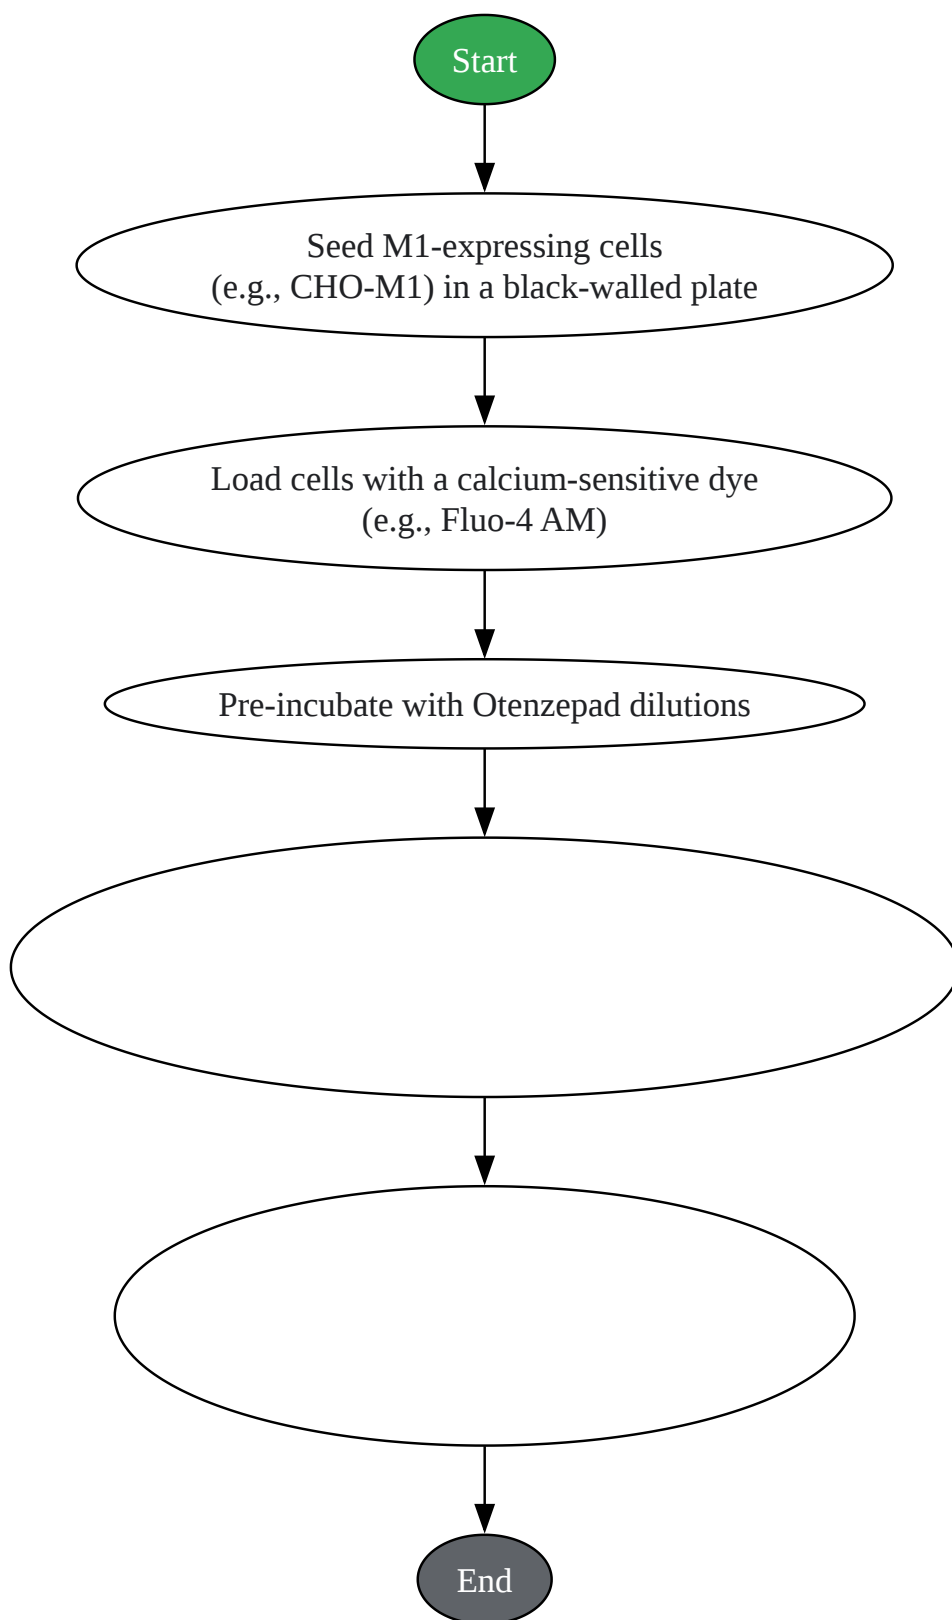 Start
Seed M1-expressing cells
(e.g., CHO-M1) in a black-walled plate
Load cells with a calcium-sensitive dye
(e.g., Fluo-4 AM)
Pre-incubate with Otenzepad dilutions
End